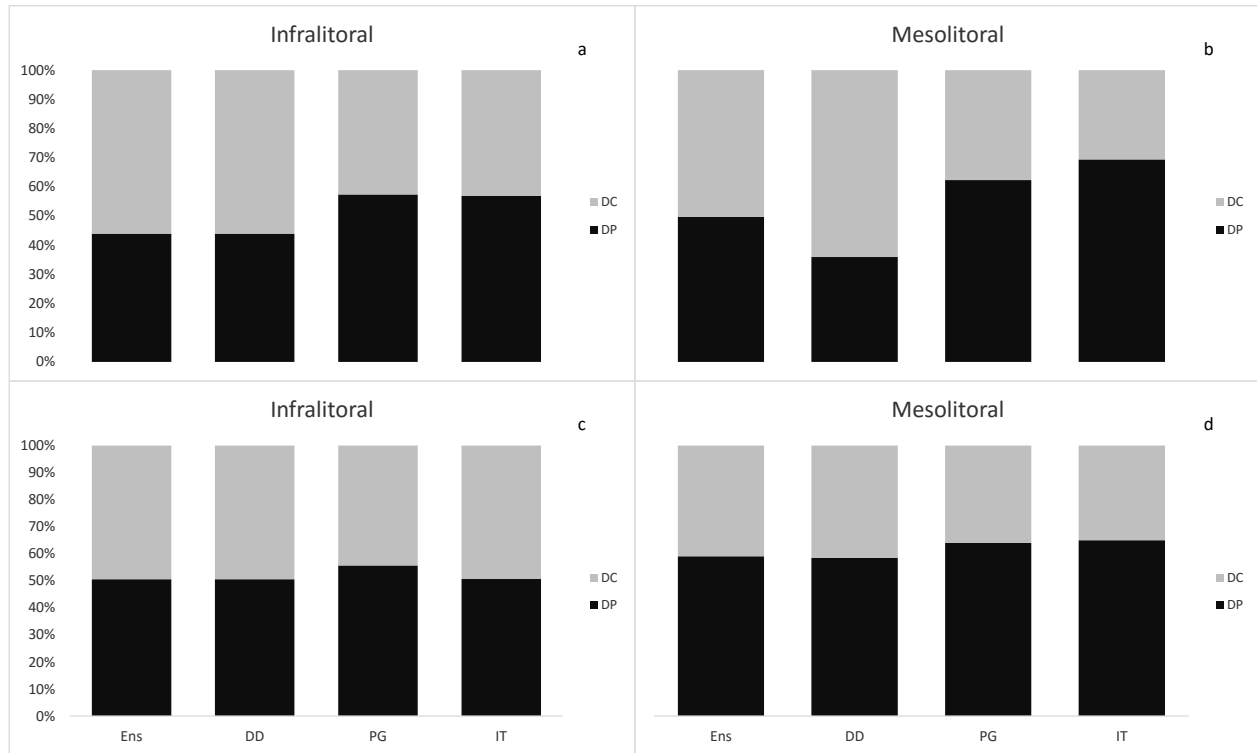 Infralitoral
a
100%
90%
80%
70%
60%
50%
40%
30%
20%
10%
0%
DC
DP
Mesolitoral
b
DC
DP
Infralitoral
c
100%
90%
80%
70%
60%
50%
40%
30%
20%
10%
0%
Ens DD PG IT
DC
DP
Mesolitoral
d
Ens DD PG IT
DC
DP